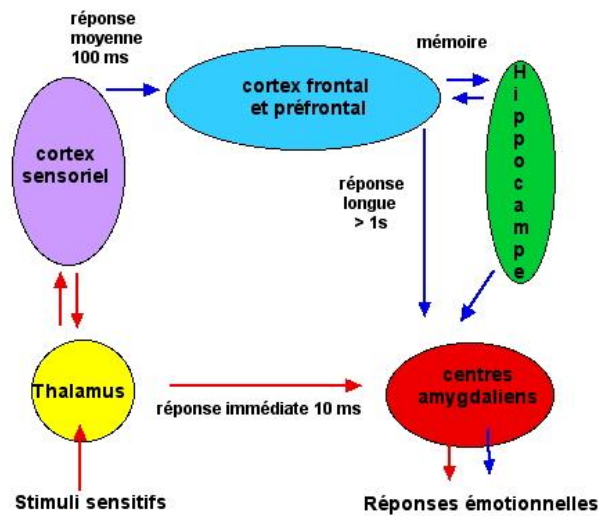 réponse
moyenne
100 ms
mémoire
cortex frontal
et préfrontal
Hippocampe
cortex
sensoriel
réponse
longue
> 1s
Thalamus
centres
amygdaliens
réponse immédiate 10 ms
Stimuli sensitifs
Réponses émotionnelles